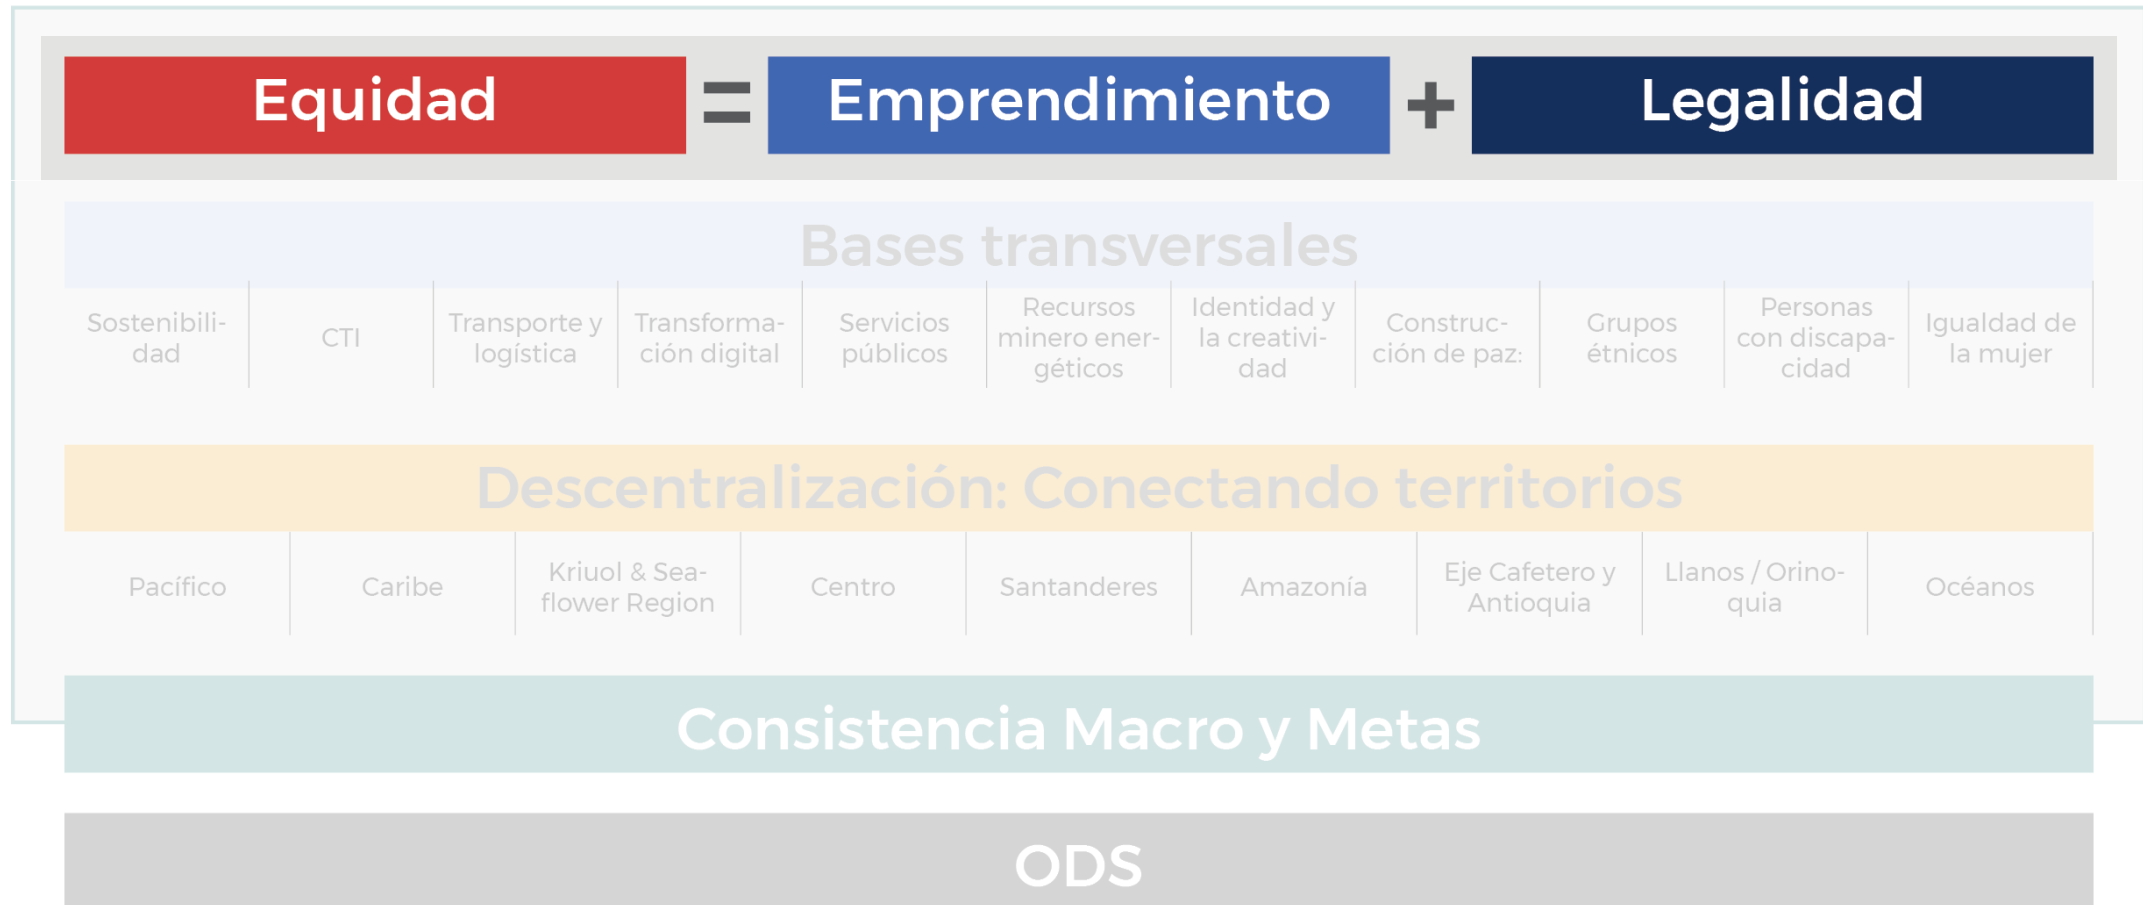 Equidad = Emprendimiento + Legalidad
Bases transversales
Sostenibili-
dad
CTI
Transporte y
logística
Transforma-
ción digital
Servicios
públicos
Recursos
minero ener-
géticos
Identidad y
la creativi-
dad
Construc-
ción de paz:
Grupos
étnicos
Personas
con discapa-
cidad
Igualdad de
la mujer
Descentralización: Conectando territorios
Pacífico
Caribe
Kriuol & Sea-
flower Region
Centro
Santanderes
Amazonía
Eje Cafetero y
Antioquia
Llanos / Orino-
quia
Océanos
Consistencia Macro y Metas
ODS